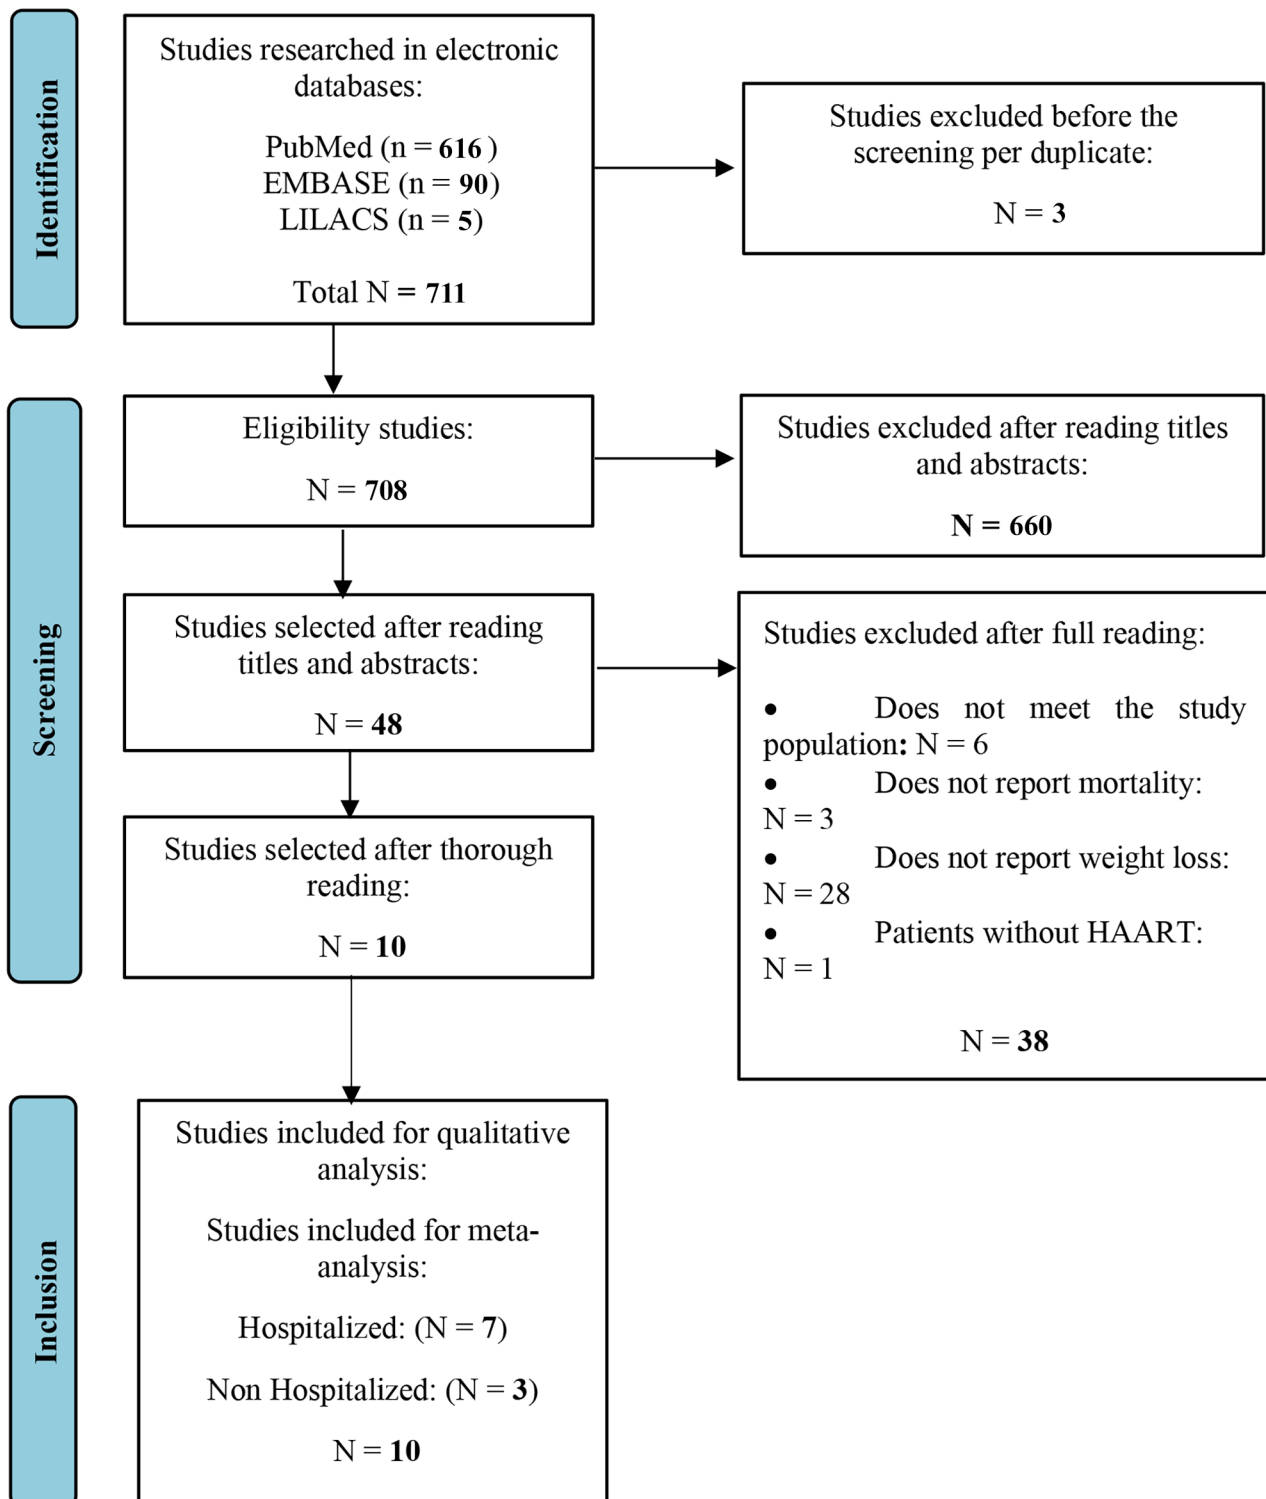 Identification
Studies researched in electronic
databases:
PubMed (n = 616 )
EMBASE (n = 90)
LILACS (n = 5)
Total N = 711
Studies excluded before the
screening per duplicate:
N = 3
Screening
Eligibility studies:
N = 708
Studies excluded after reading titles
and abstracts:
N = 660
Studies selected after reading
titles and abstracts:
N = 48
Studies excluded after full reading:
• Does not meet the study
population: N = 6
• Does not report mortality:
N = 3
• Does not report weight loss:
N = 28
• Patients without HAART:
N = 1
N = 38
Studies selected after thorough
reading:
N = 10
Inclusion
Studies included for qualitative
analysis:
Studies included for meta-
analysis:
Hospitalized: (N = 7)
Non Hospitalized: (N = 3)
N = 10